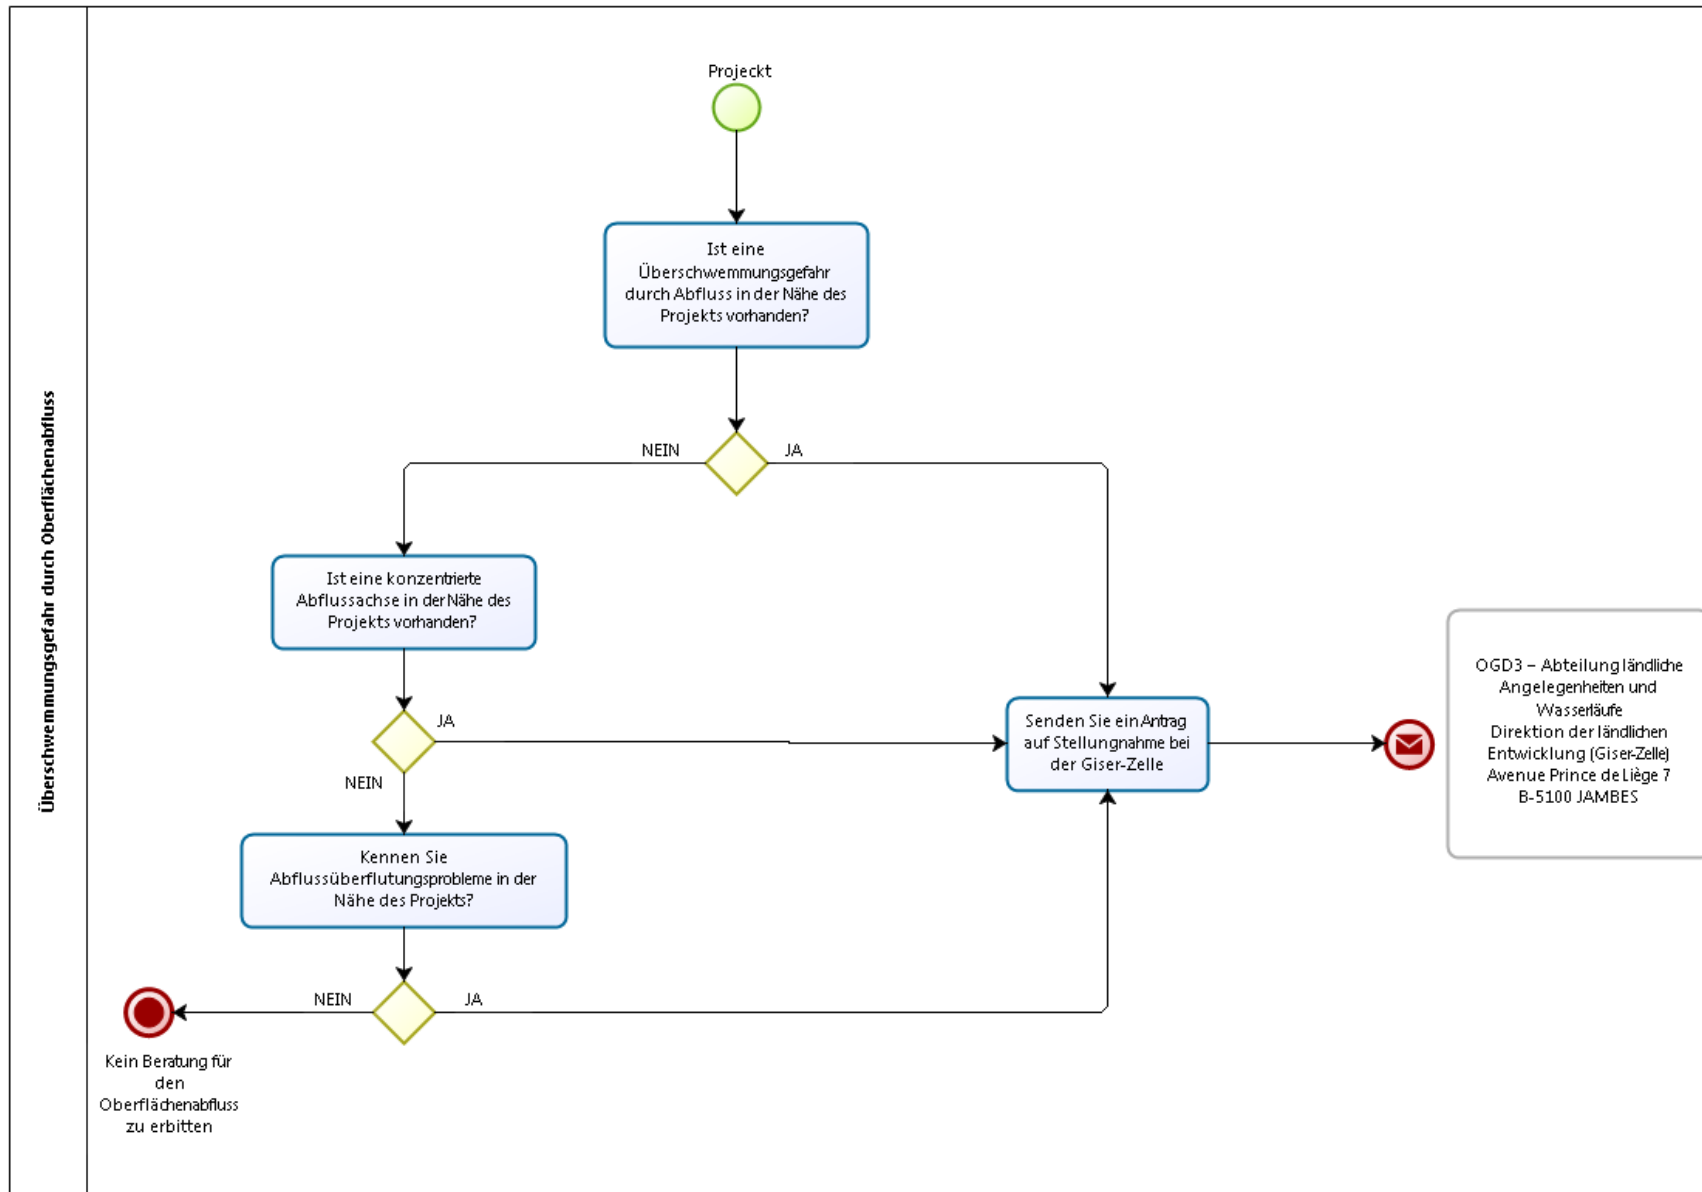 Überschwemmungsgefahr durch Oberflächenabfluss
Projeckt
Ist eine
Überschwemmungsgefahr
durch Abfluss in der Nähe des
Projekts vorhanden?
NEIN
JA
Ist eine konzentrierte
Abflussachse in der Nähe des
Projekts vorhanden?
JA
NEIN
Senden Sie ein Antrag
auf Stellungnahme bei
der Giser-Zelle
OGD3 – Abteilung ländliche
Angelegenheiten und
Wasserläufe
Direktion der ländlichen
Entwicklung (Giser-Zelle)
Avenue Prince de Liège 7
B-5100 JAMBES
Kennen Sie
Abflussüberflutungsprobleme in der
Nähe des Projekts?
NEIN
JA
Kein Beratung für
den
Oberflächenabfluss
zu erbitten